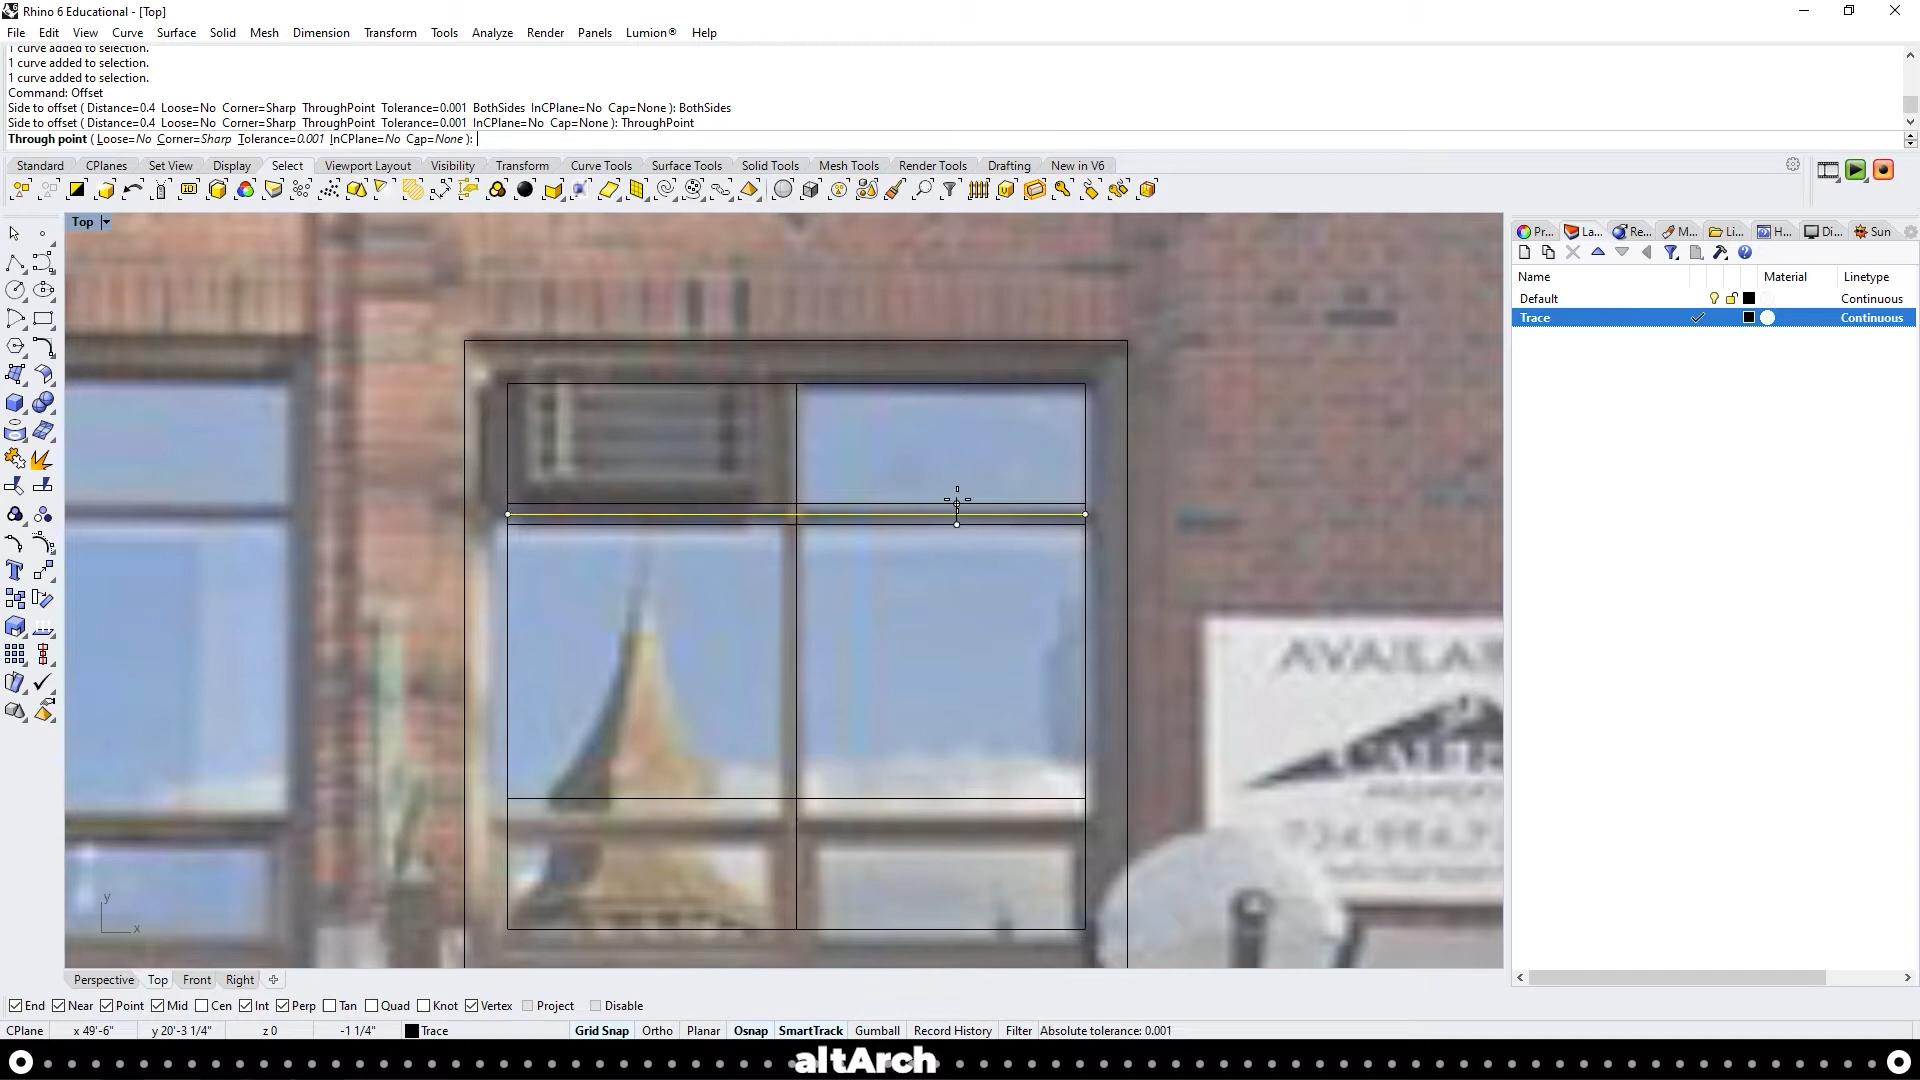 Rhino 6 Educational - [Top]
File Edit View Curve Surface Solid Mesh Dimension Transform Tools Analyze Render Panels Lumion® Help
1 curve added to selection.
1 curve added to selection.
1 curve added to selection.
Command: Offset
Side to offset ( Distance=0.4 Loose=No Corner=Sharp ThroughPoint Tolerance=0.001 BothSides InCPlane=No Cap=None ): BothSides
Side to offset ( Distance=0.4 Loose=No Corner=Sharp ThroughPoint Tolerance=0.001 InCPlane=No Cap=None ): ThroughPoint
Through point ( Loose=No Corner=Sharp Tolerance=0.001 InCPlane=No Cap=None ):
Standard CPlanes Set View Display Select Viewport Layout Visibility Transform Curve Tools Surface Tools Solid Tools Mesh Tools Render Tools Drafting New in V6
Top
Pr... La... Re... M... Li... H... Di... Sun
Name Material Linetype
Default Continuous
Trace Continuous
AVAILA
y
x
Perspective Top Front Right
End Near Point Mid Cen Int Perp Tan Quad Knot Vertex Project Disable
CPlane x 49'-6" y 20'-3 1/4" z 0 -1 1/4" Trace Grid Snap Ortho Planar Osnap SmartTrack Gumball Record History Filter Absolute tolerance: 0.001
altArch